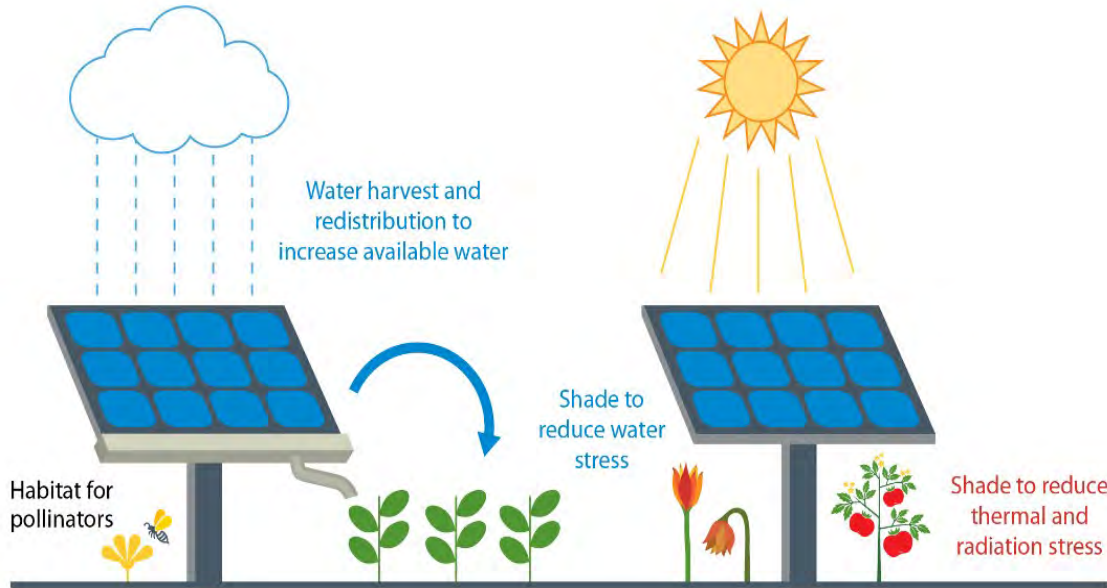 Water harvest and
redistribution to
increase available water
Shade to
reduce water
stress
Habitat for
pollinators
Shade to reduce
thermal and
radiation stress